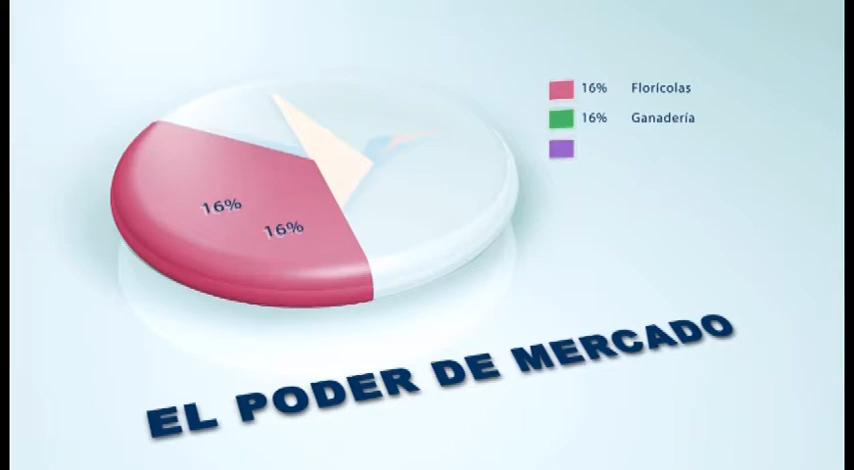 16% Florícolas
16% Ganadería
16%
16%
EL PODER DE MERCADO